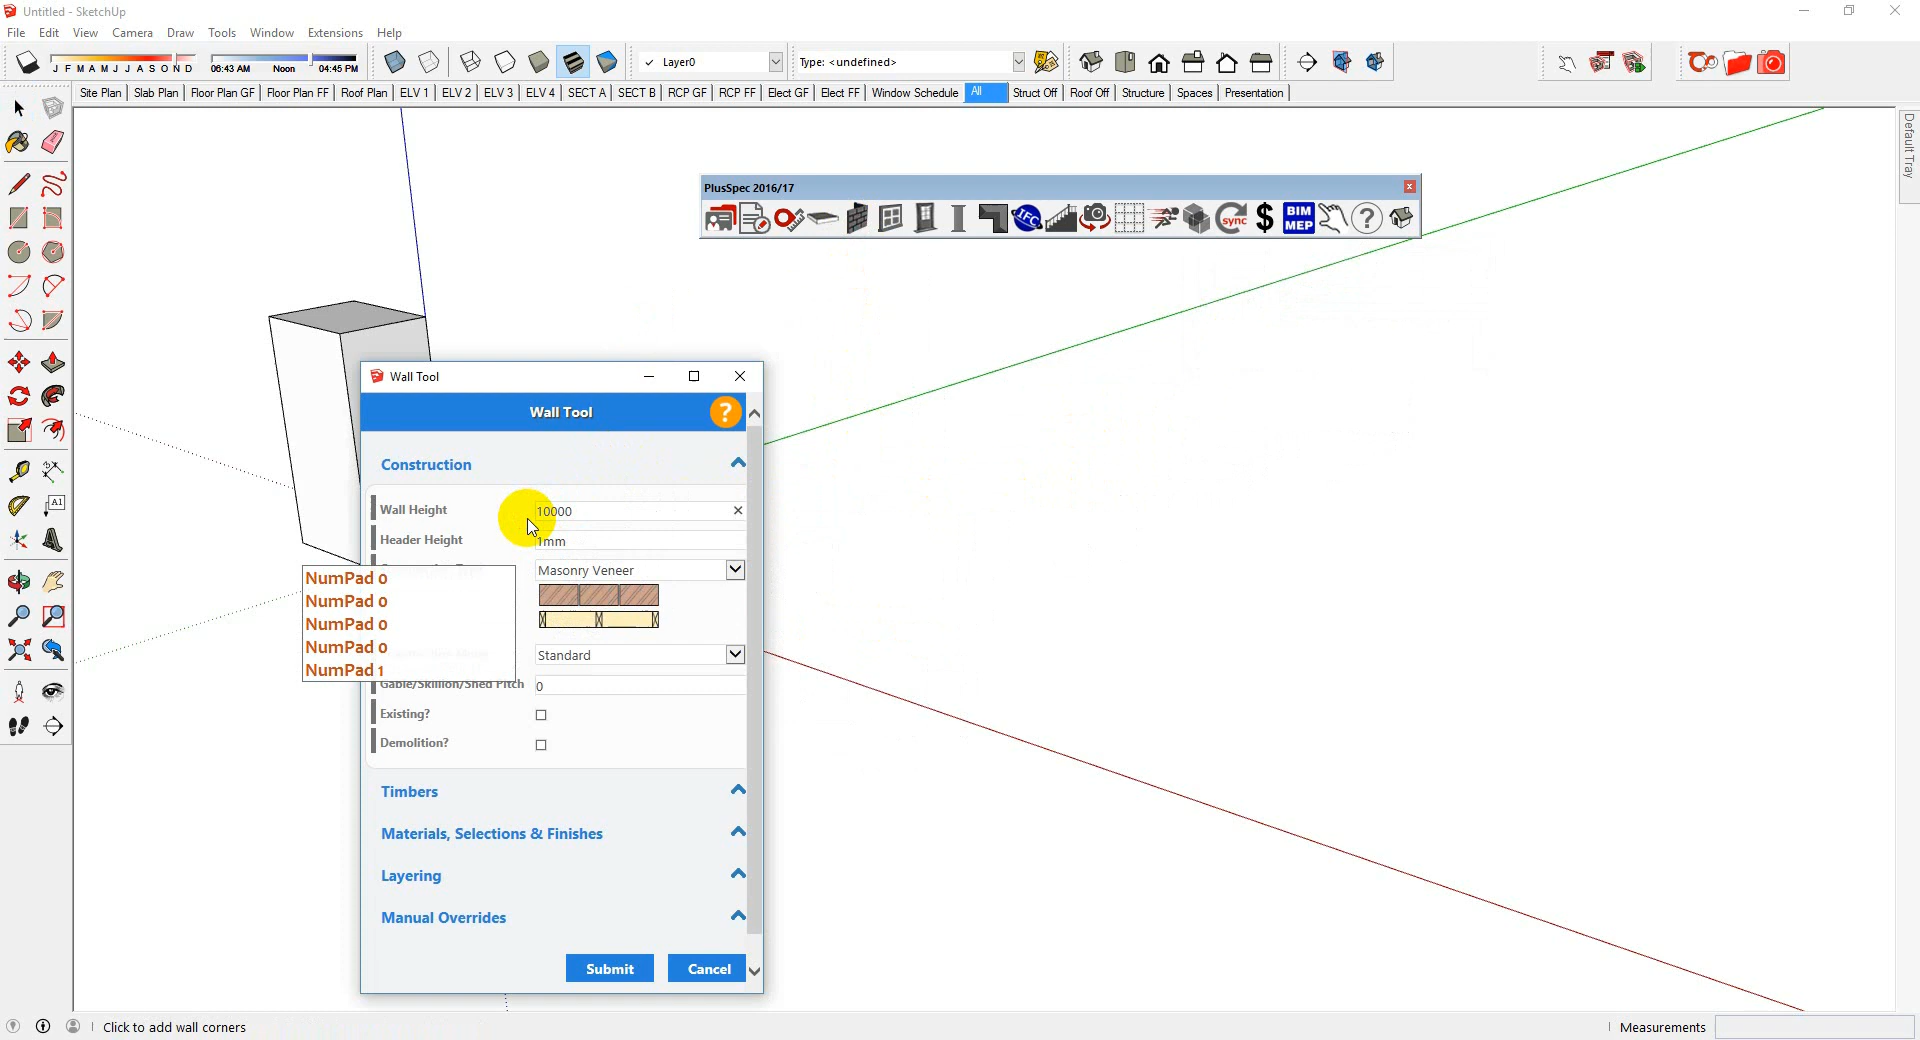 Untitled - SketchUp
File Edit View Camera Draw Tools Window Extensions Help
J F M A M J J A S O N D 06:43 AM Noon 04:45 PM Layer0 Type: <undefined>
Site Plan Slab Plan Floor Plan GF Floor Plan FF Roof Plan ELV 1 ELV 2 ELV 3 ELV 4 SECT A SECT B RCP GF RCP FF Elect GF Elect FF Window Schedule All Struct Off Roof Off Structure Spaces Presentation
Default Tray
PlusSpec 2016/17
IFC sync $ BIM MEP ?
A1
Wall Tool
Wall Tool ?
Construction
Wall Height 10000
Header Height 1mm
Masonry Veneer
NumPad 0
NumPad 0
NumPad 0
NumPad 0
NumPad 1
Standard
Gable/Skillion/Shed Pitch 0
Existing?
Demolition?
Timbers
Materials, Selections & Finishes
Layering
Manual Overrides
Submit Cancel
Click to add wall corners Measurements